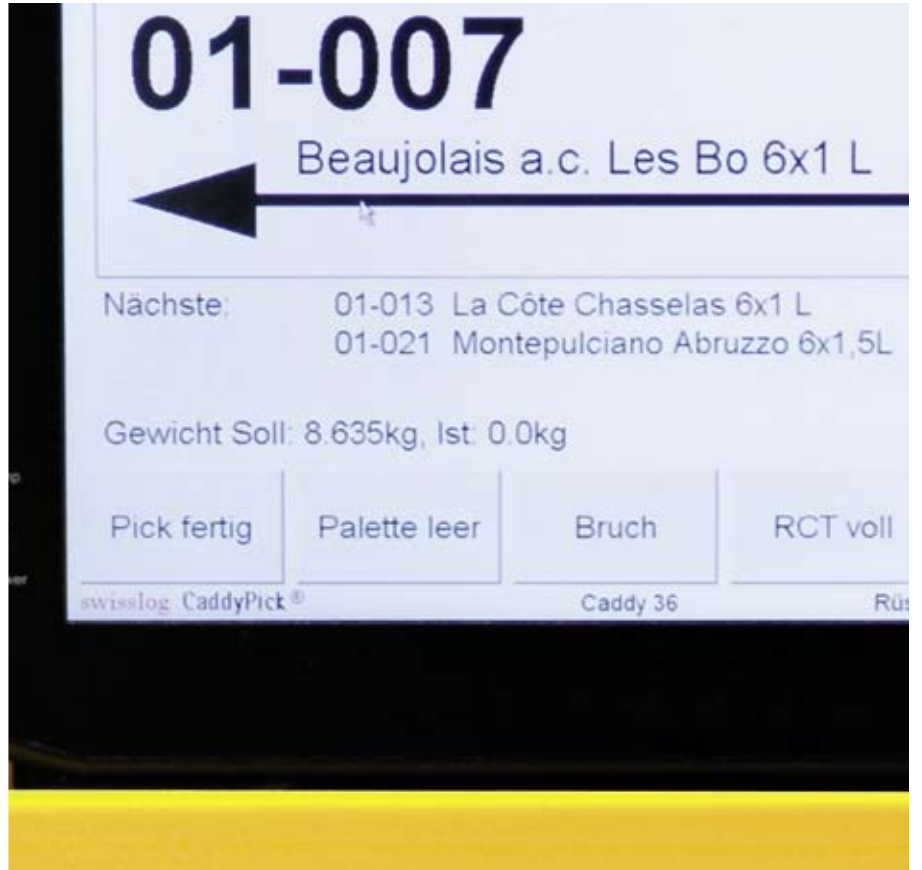 01-007
Beaujolais a.c. Les Bo 6x1 L
Nächste: 01-013 La Côte Chasselas 6x1 L
01-021 Montepulciano Abruzzo 6x1,5L
Gewicht Soll: 8.635kg, Ist: 0.0kg
Pick fertig Palette leer Bruch RCT voll
swisslog CaddyPick® Caddy 36